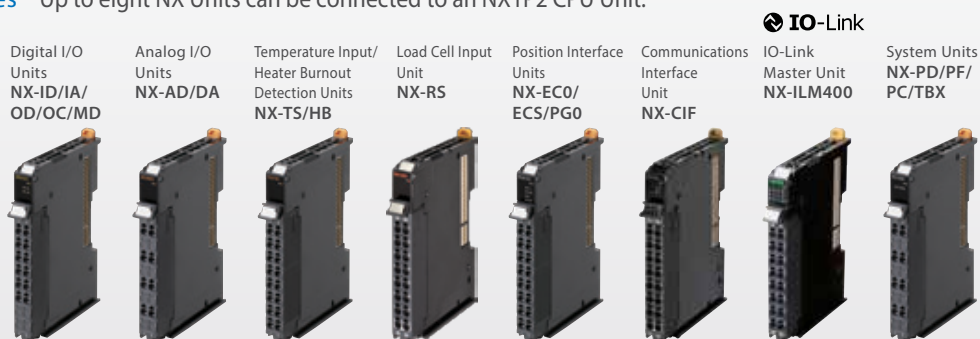 es Up to eight NX Units can be connected to an NX1P2 CPU Unit.
IO-Link
Digital I/O
Units
NX-ID/IA/
OD/OC/MD
Analog I/O
Units
NX-AD/DA
Temperature Input/
Heater Burnout
Detection Units
NX-TS/HB
Load Cell Input
Unit
NX-RS
Position Interface
Units
NX-EC0/
ECS/PG0
Communications
Interface
Unit
NX-CIF
IO-Link
Master Unit
NX-ILM400
System Units
NX-PD/PF/
PC/TBX